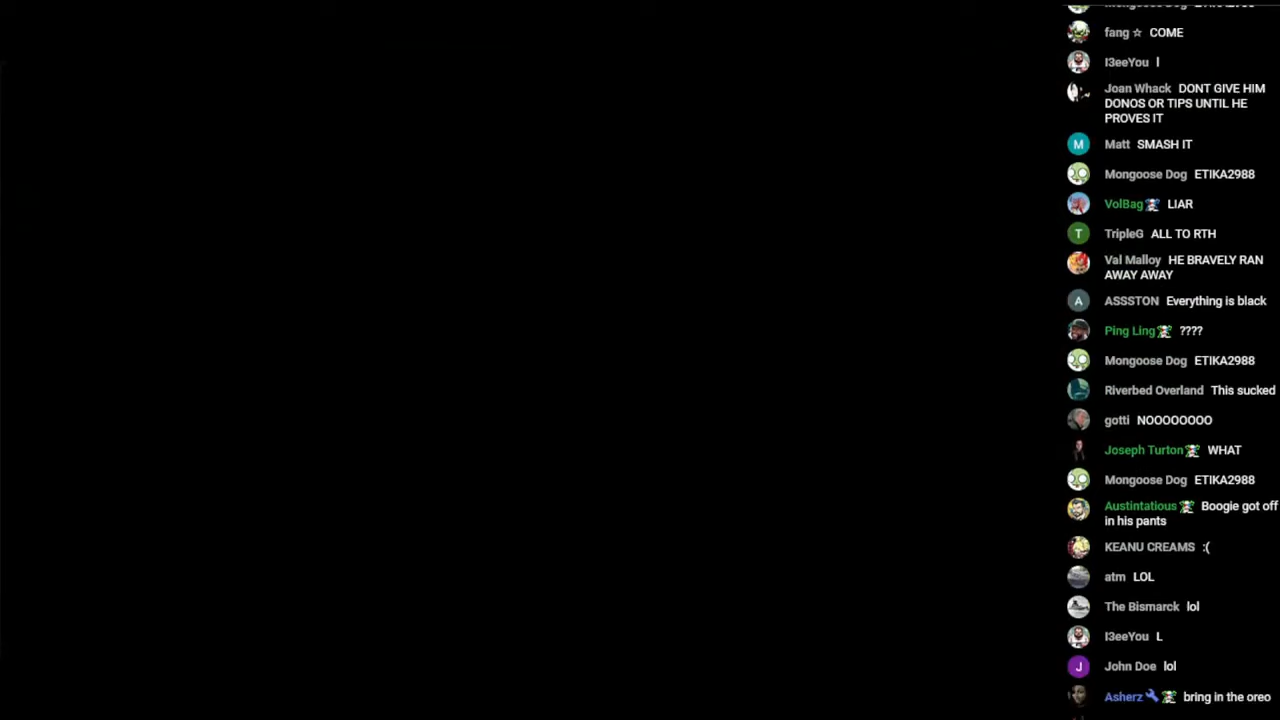 Mongoose Dog ETIKA2988
fang ☆ COME
I3eeYou l
Joan Whack DONT GIVE HIM
DONOS OR TIPS UNTIL HE
PROVES IT
M Matt SMASH IT
Mongoose Dog ETIKA2988
VolBag LIAR
T TripleG ALL TO RTH
Val Malloy HE BRAVELY RAN
AWAY AWAY
A ASSSTON Everything is black
Ping Ling ????
Mongoose Dog ETIKA2988
Riverbed Overland This sucked
gotti NOOOOOOOO
Joseph Turton WHAT
Mongoose Dog ETIKA2988
Austintatious Boogie got off
in his pants
KEANU CREAMS :(
atm LOL
The Bismarck lol
I3eeYou L
J John Doe lol
Asherz bring in the oreo